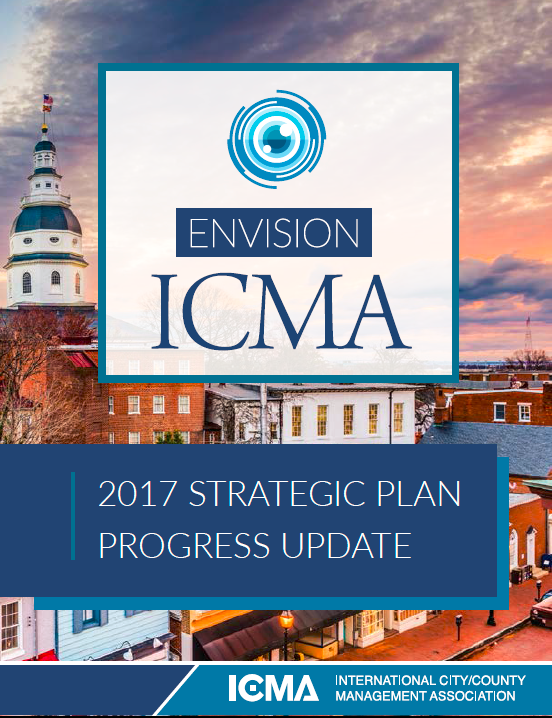 ENVISION
ICMA
2017 STRATEGIC PLAN
PROGRESS UPDATE
ICMA
INTERNATIONAL CITY/COUNTY
MANAGEMENT ASSOCIATION